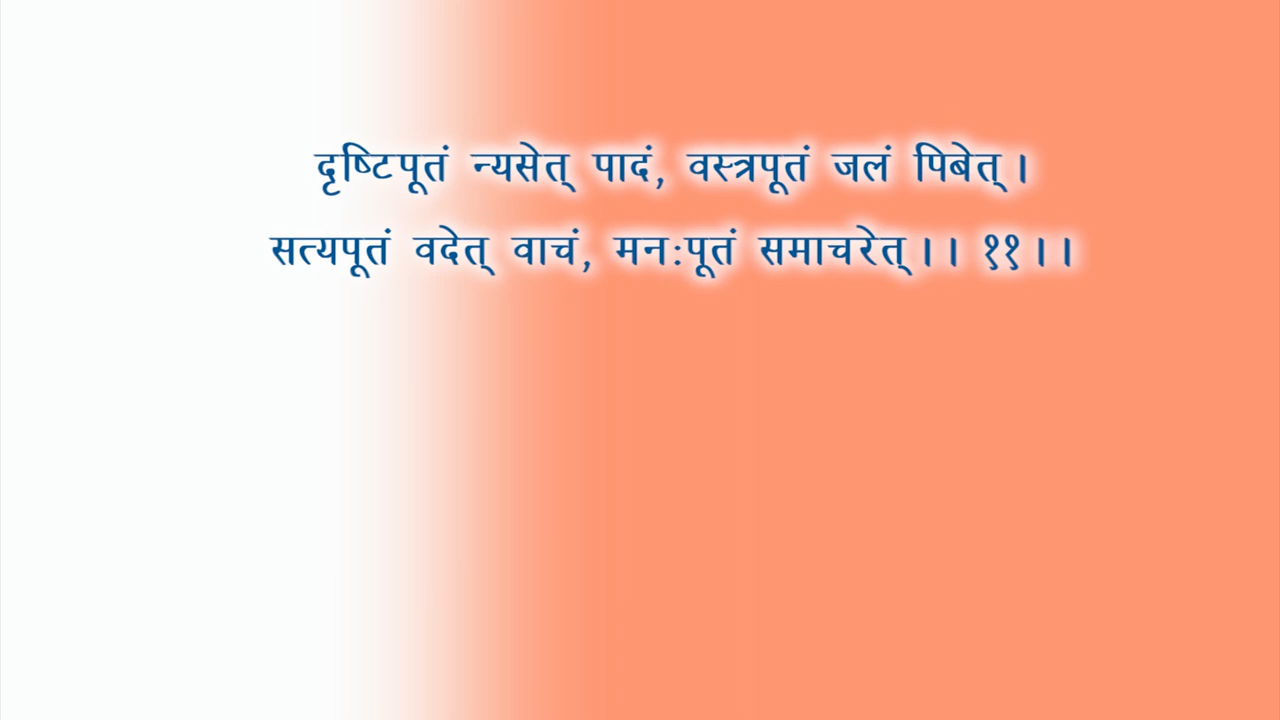 दृष्टिपूतं न्यसेत् पादं, वस्त्रपूतं जलं पिबेत्।
सत्यपूतं वदेत् वाचं, मनःपूतं समाचरेत्।। ११।।